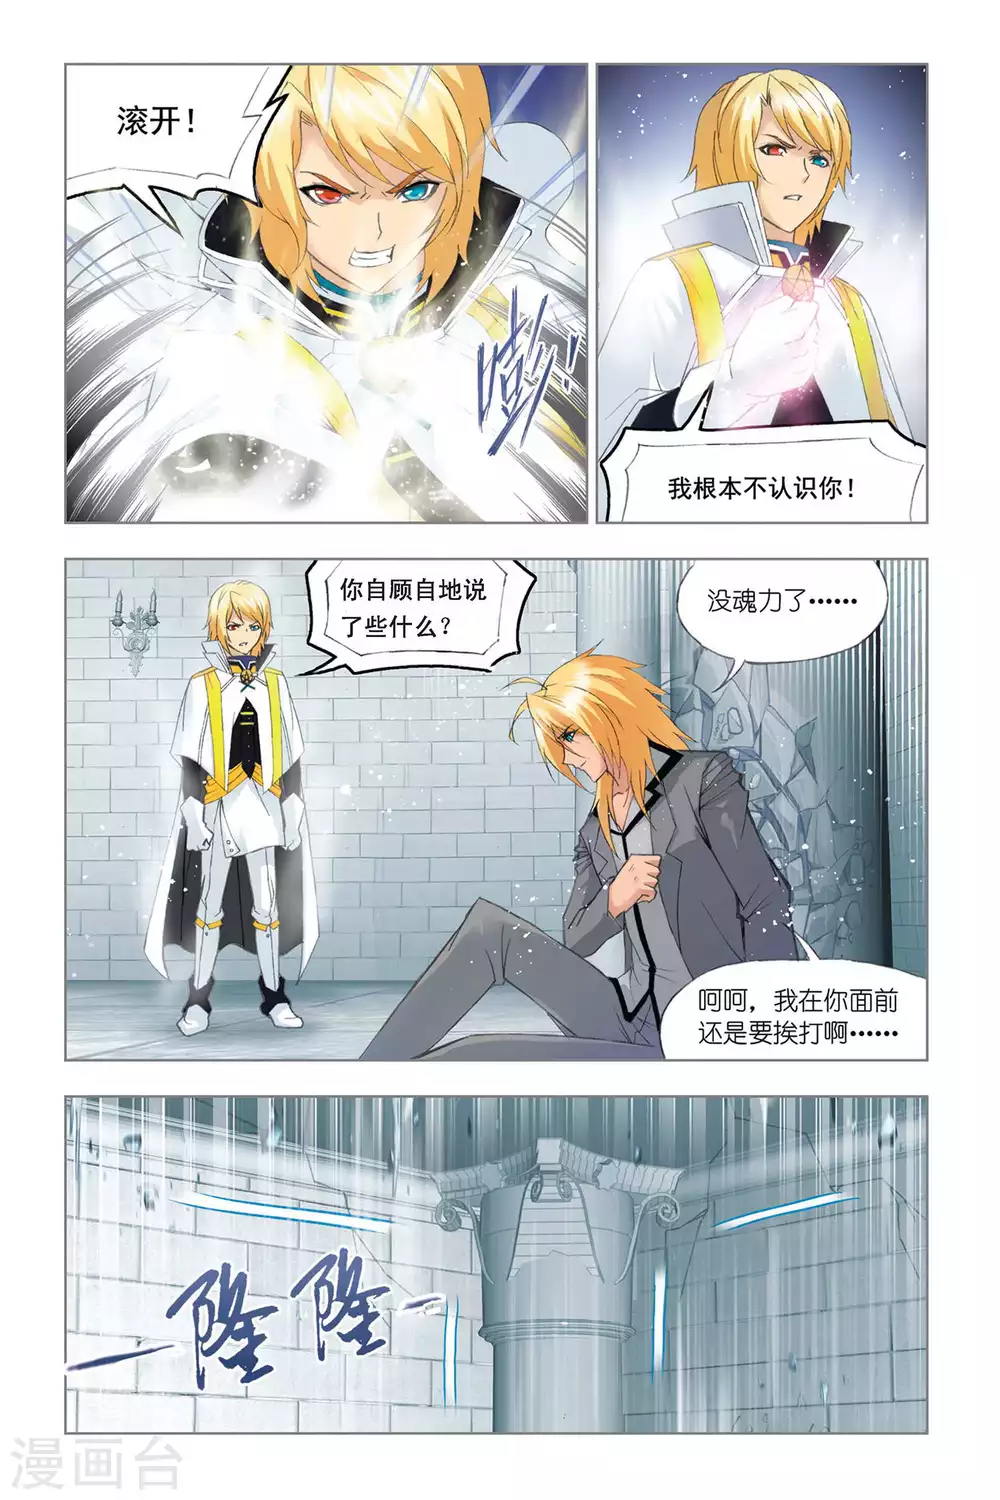 滚开！
嘭！
我根本不认识你！
你自顾自地说
了些什么？
没魂力了……
呵呵，我在你面前
还是要挨打啊……
隆隆
漫画台